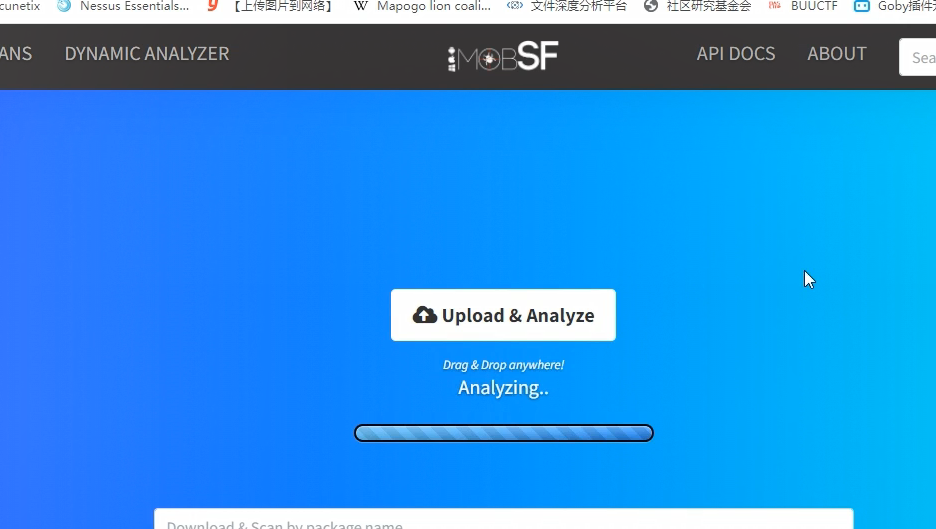 cunetix Nessus Essentials... 【上传图片到网络】 W Mapogo lion coali... 文件深度分析平台 社区研究基金会 BUUCTF Goby插件开
ANS DYNAMIC ANALYZER MOBSF API DOCS ABOUT Sea
Upload & Analyze
Drag & Drop anywhere!
Analyzing..
Download & Scan by package name